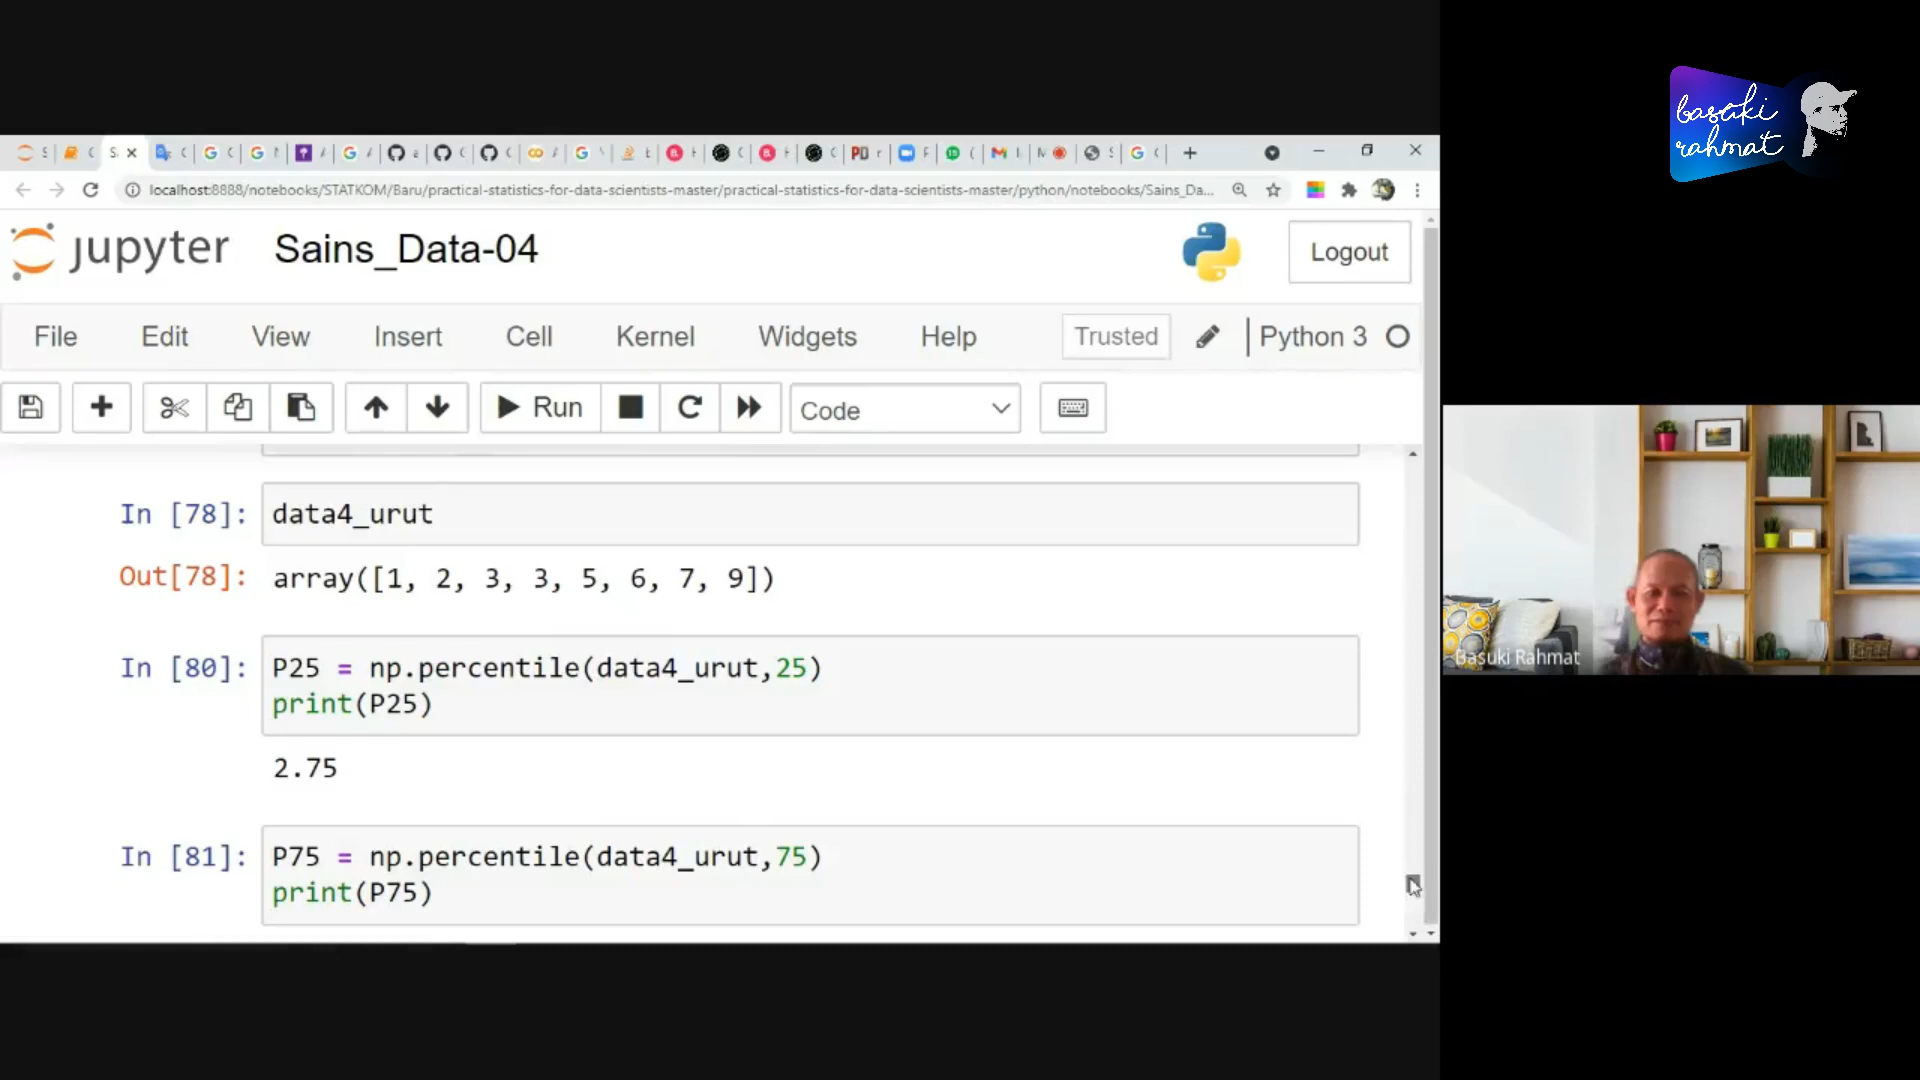 basuki
rahmat
localhost:8888/notebooks/STATKOM/Baru/practical-statistics-for-data-scientists-master/practical-statistics-for-data-scientists-master/python/notebooks/Sains_Da...
jupyter Sains_Data-04
Logout
File Edit View Insert Cell Kernel Widgets Help Trusted Python 3
Run Code
In [78]: data4_urut
Out[78]: array([1, 2, 3, 3, 5, 6, 7, 9])
In [80]: P25 = np.percentile(data4_urut,25)
print(P25)
2.75
In [81]: P75 = np.percentile(data4_urut,75)
print(P75)
Basuki Rahmat